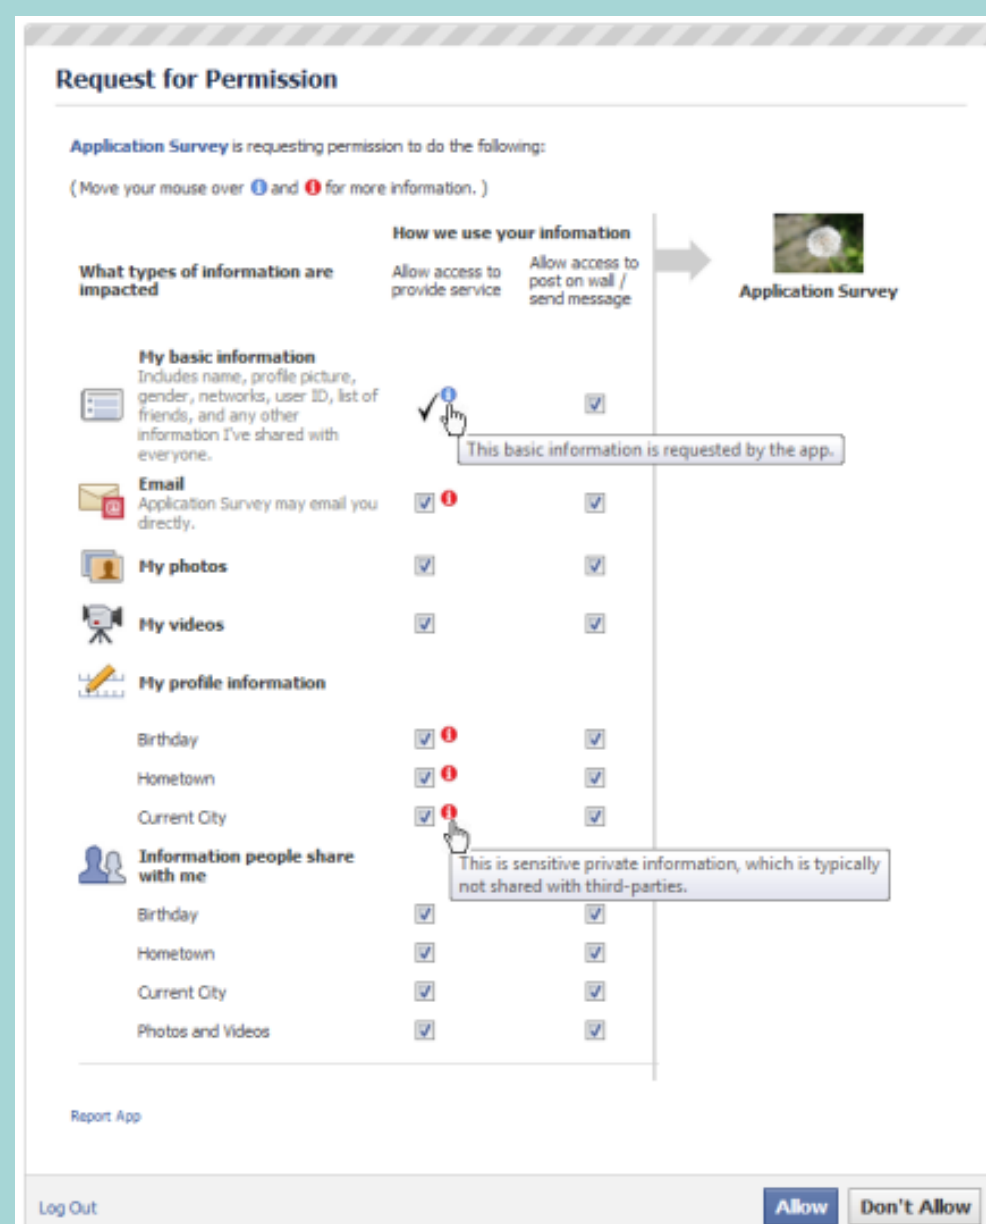 Request for Permission
Application Survey is requesting permission to do the following:
( Move your mouse over and for more information. )
How we use your infomation
What types of information are
impacted
Allow access to
provide service
Allow access to
post on wall /
send message
Application Survey
My basic information
Includes name, profile picture,
gender, networks, user ID, list of
friends, and any other
information I've shared with
everyone.
This basic information is requested by the app.
Email
Application Survey may email you
directly.
My photos
My videos
My profile information
Birthday
Hometown
Current City
This is sensitive private information, which is typically
not shared with third-parties.
Information people share
with me
Birthday
Hometown
Current City
Photos and Videos
Report App
Log Out
Allow
Don't Allow